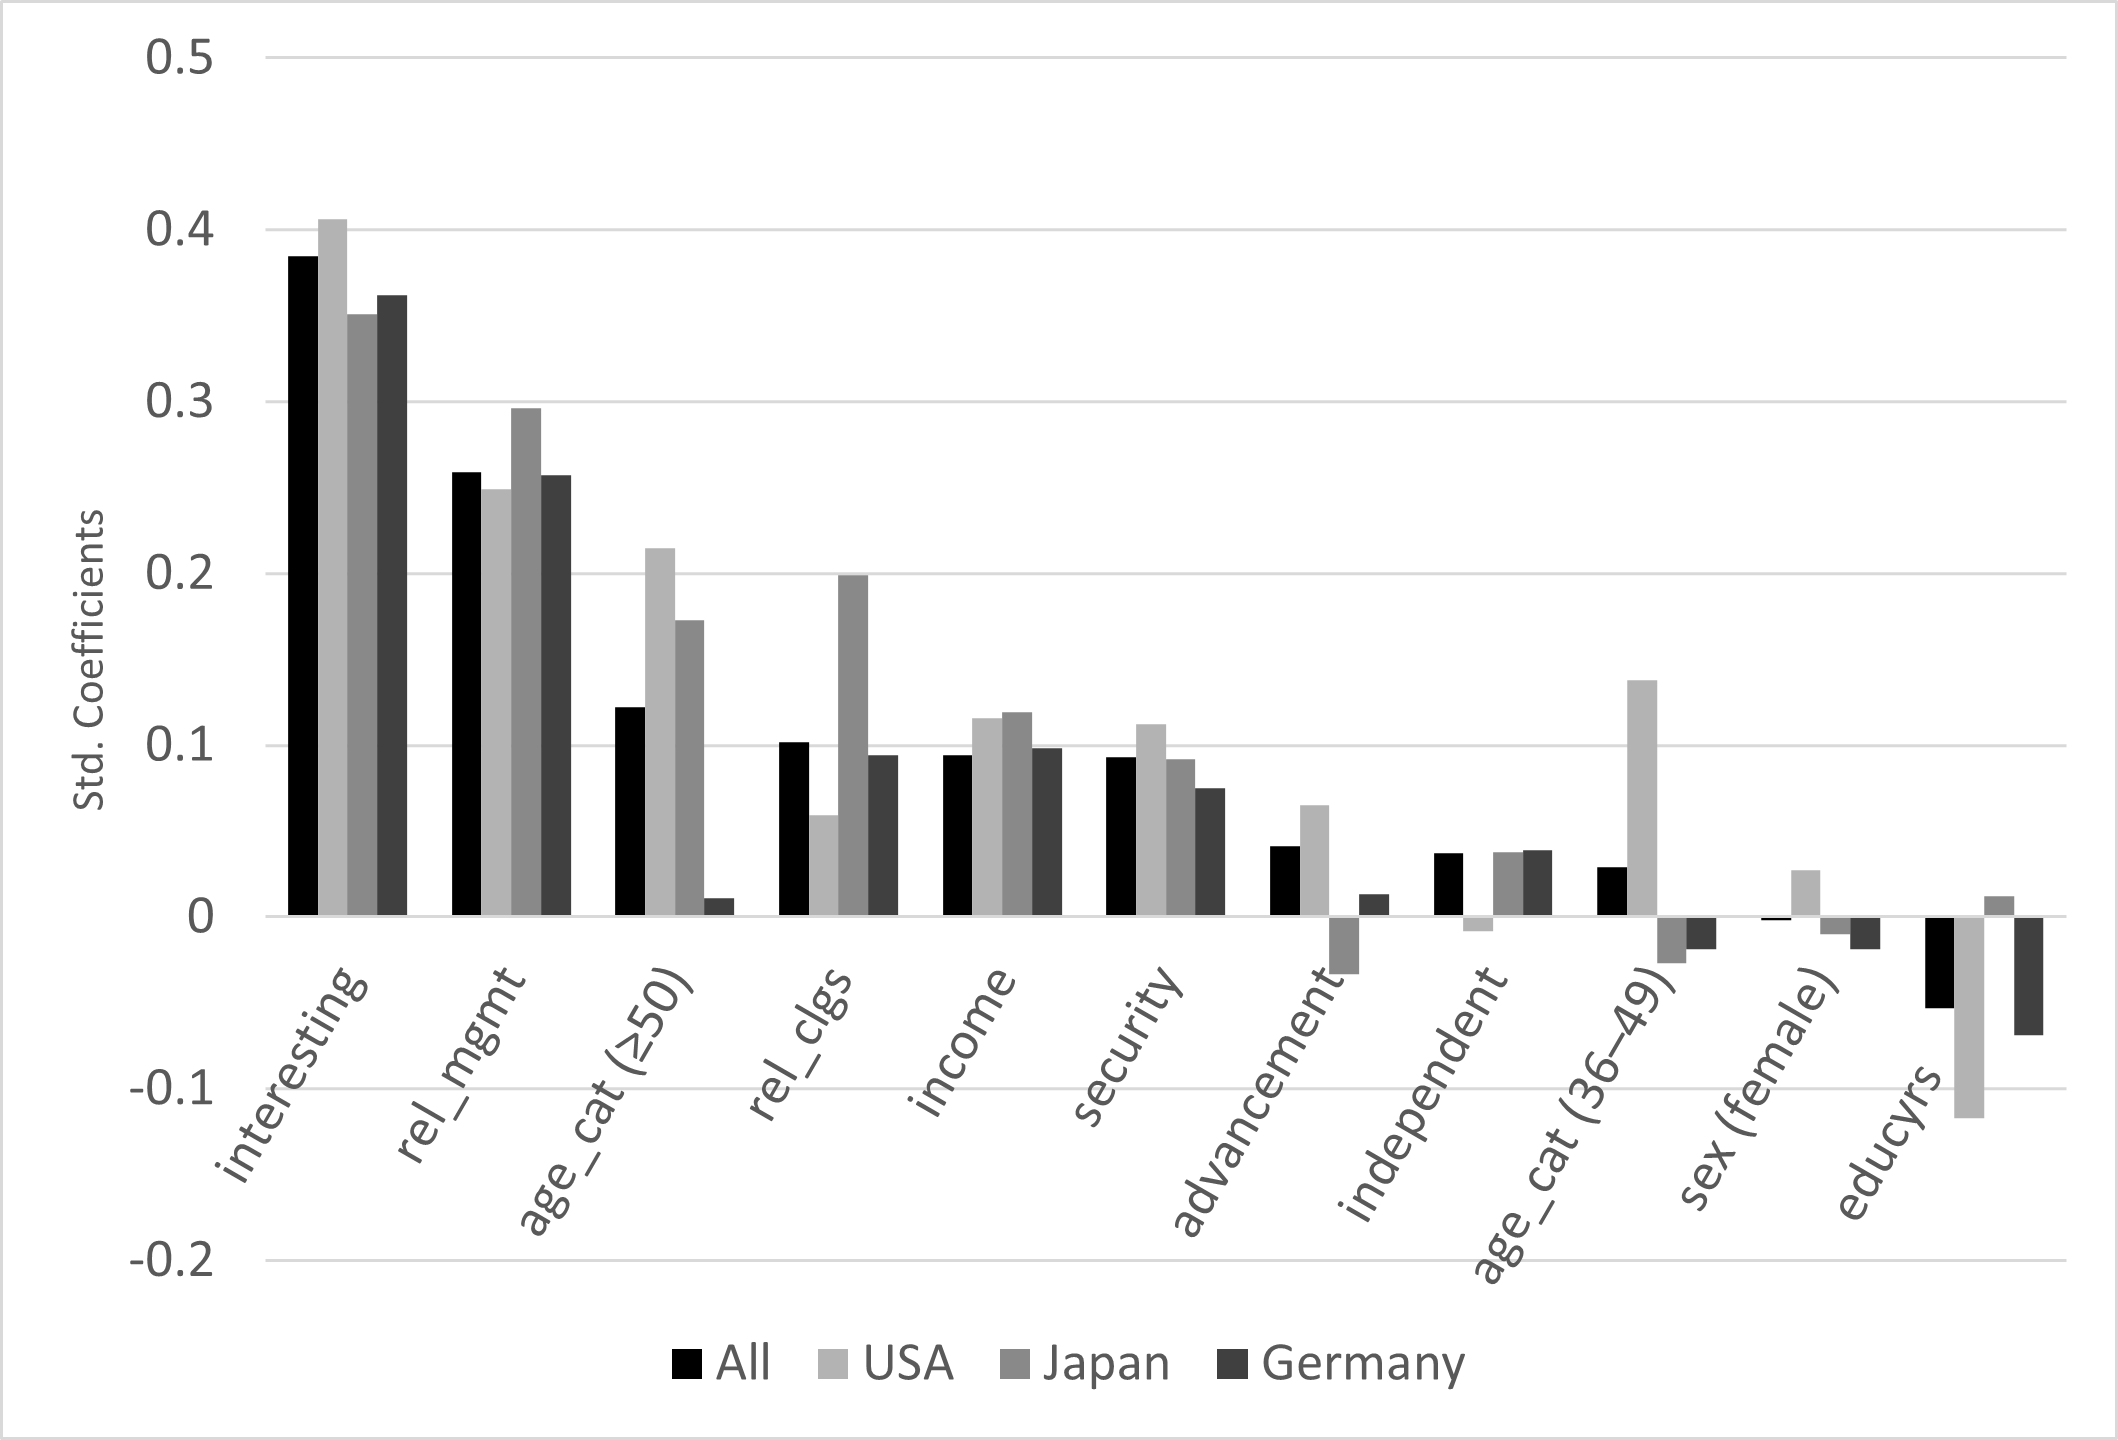 0.5
0.4
0.3
0.2
0.1
0
-0.1
-0.2
Std. Coefficients
interesting
rel_mgmt
age_cat (≥50)
rel_clgs
income
security
advancement
independent
age_cat (36–49)
sex (female)
educyrs
All USA Japan Germany